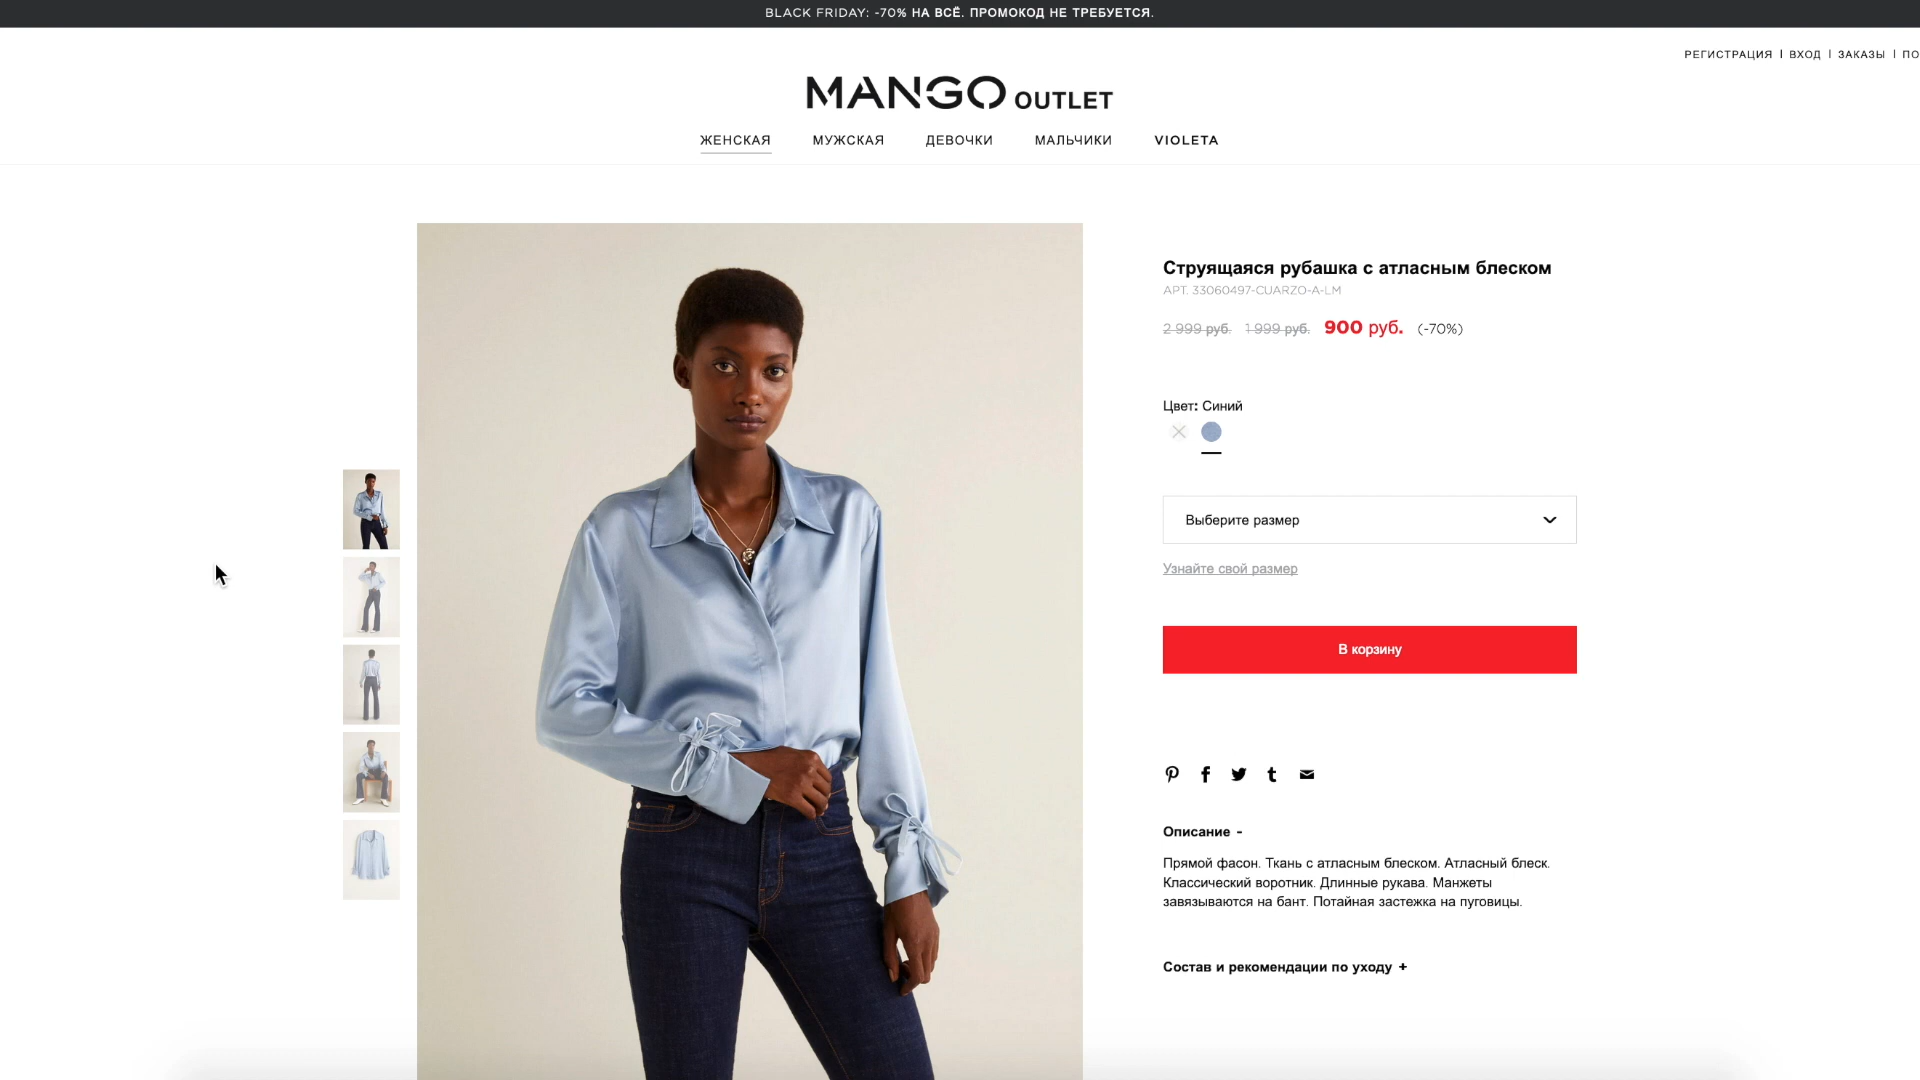 BLACK FRIDAY: -70% НА ВСЁ. ПРОМОКОД НЕ ТРЕБУЕТСЯ.
РЕГИСТРАЦИЯ | ВХОД | ЗАКАЗЫ | ПО
MANGO OUTLET
ЖЕНСКАЯ МУЖСКАЯ ДЕВОЧКИ МАЛЬЧИКИ VIOLETA
Струящаяся рубашка с атласным блеском
АРТ. 33060497-CUARZO-A-LM
2 999 руб. 1 999 руб. 900 руб. (-70%)
Цвет: Синий
Выберите размер
Узнайте свой размер
В корзину
Описание -
Прямой фасон. Ткань с атласным блеском. Атласный блеск.
Классический воротник. Длинные рукава. Манжеты
завязываются на бант. Потайная застежка на пуговицы.
Состав и рекомендации по уходу +